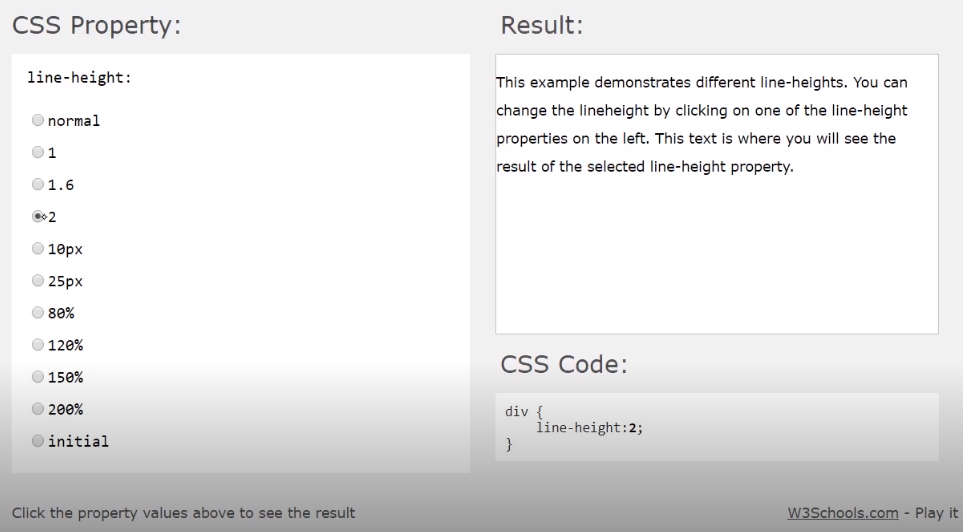 CSS Property:
line-height:
normal
1
1.6
2
10px
25px
80%
120%
150%
200%
initial
Click the property values above to see the result
Result:
This example demonstrates different line-heights. You can
change the lineheight by clicking on one of the line-height
properties on the left. This text is where you will see the
result of the selected line-height property.
CSS Code:
div {
    line-height:2;
}
W3Schools.com - Play it